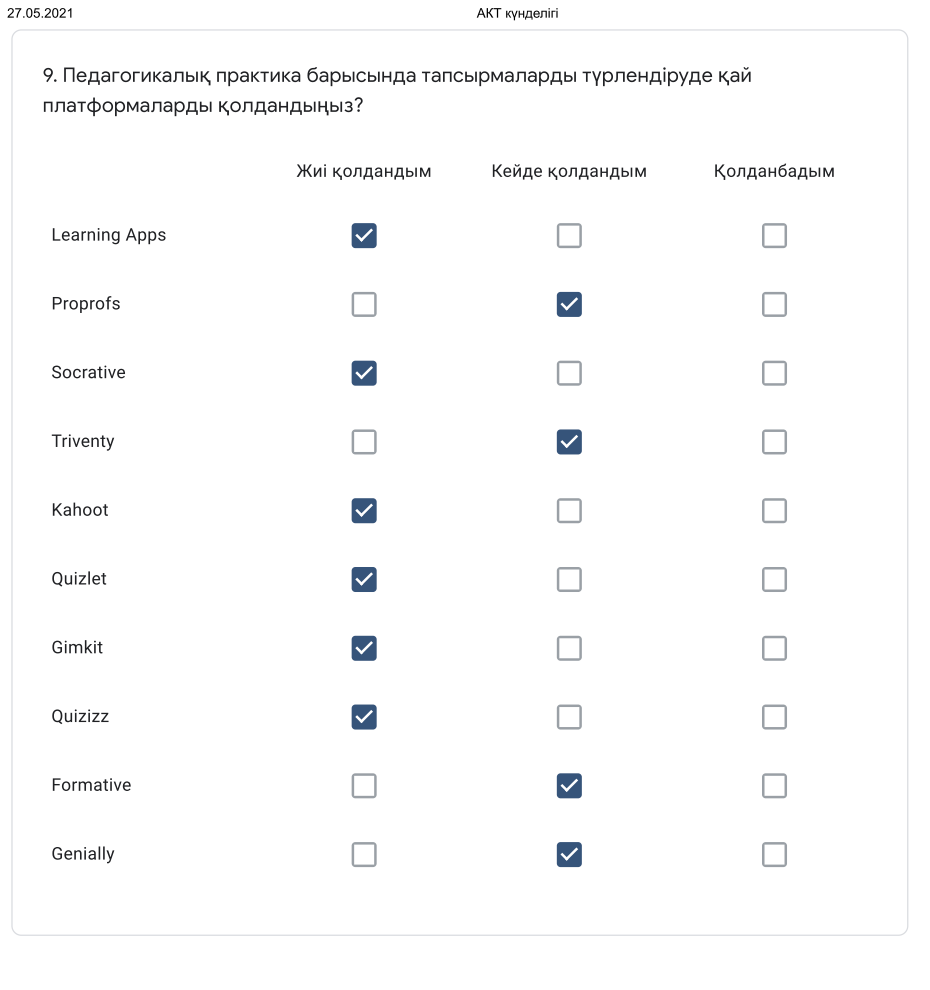 27.05.2021 АКТ күнделігі
9. Педагогикалық практика барысында тапсырмаларды түрлендіруде қай
платформаларды қолдандыңыз?
Жиі қолдандым Кейде қолдандым Қолданбадым
Learning Apps
Proprofs
Socrative
Triventy
Kahoot
Quizlet
Gimkit
Quizizz
Formative
Genially